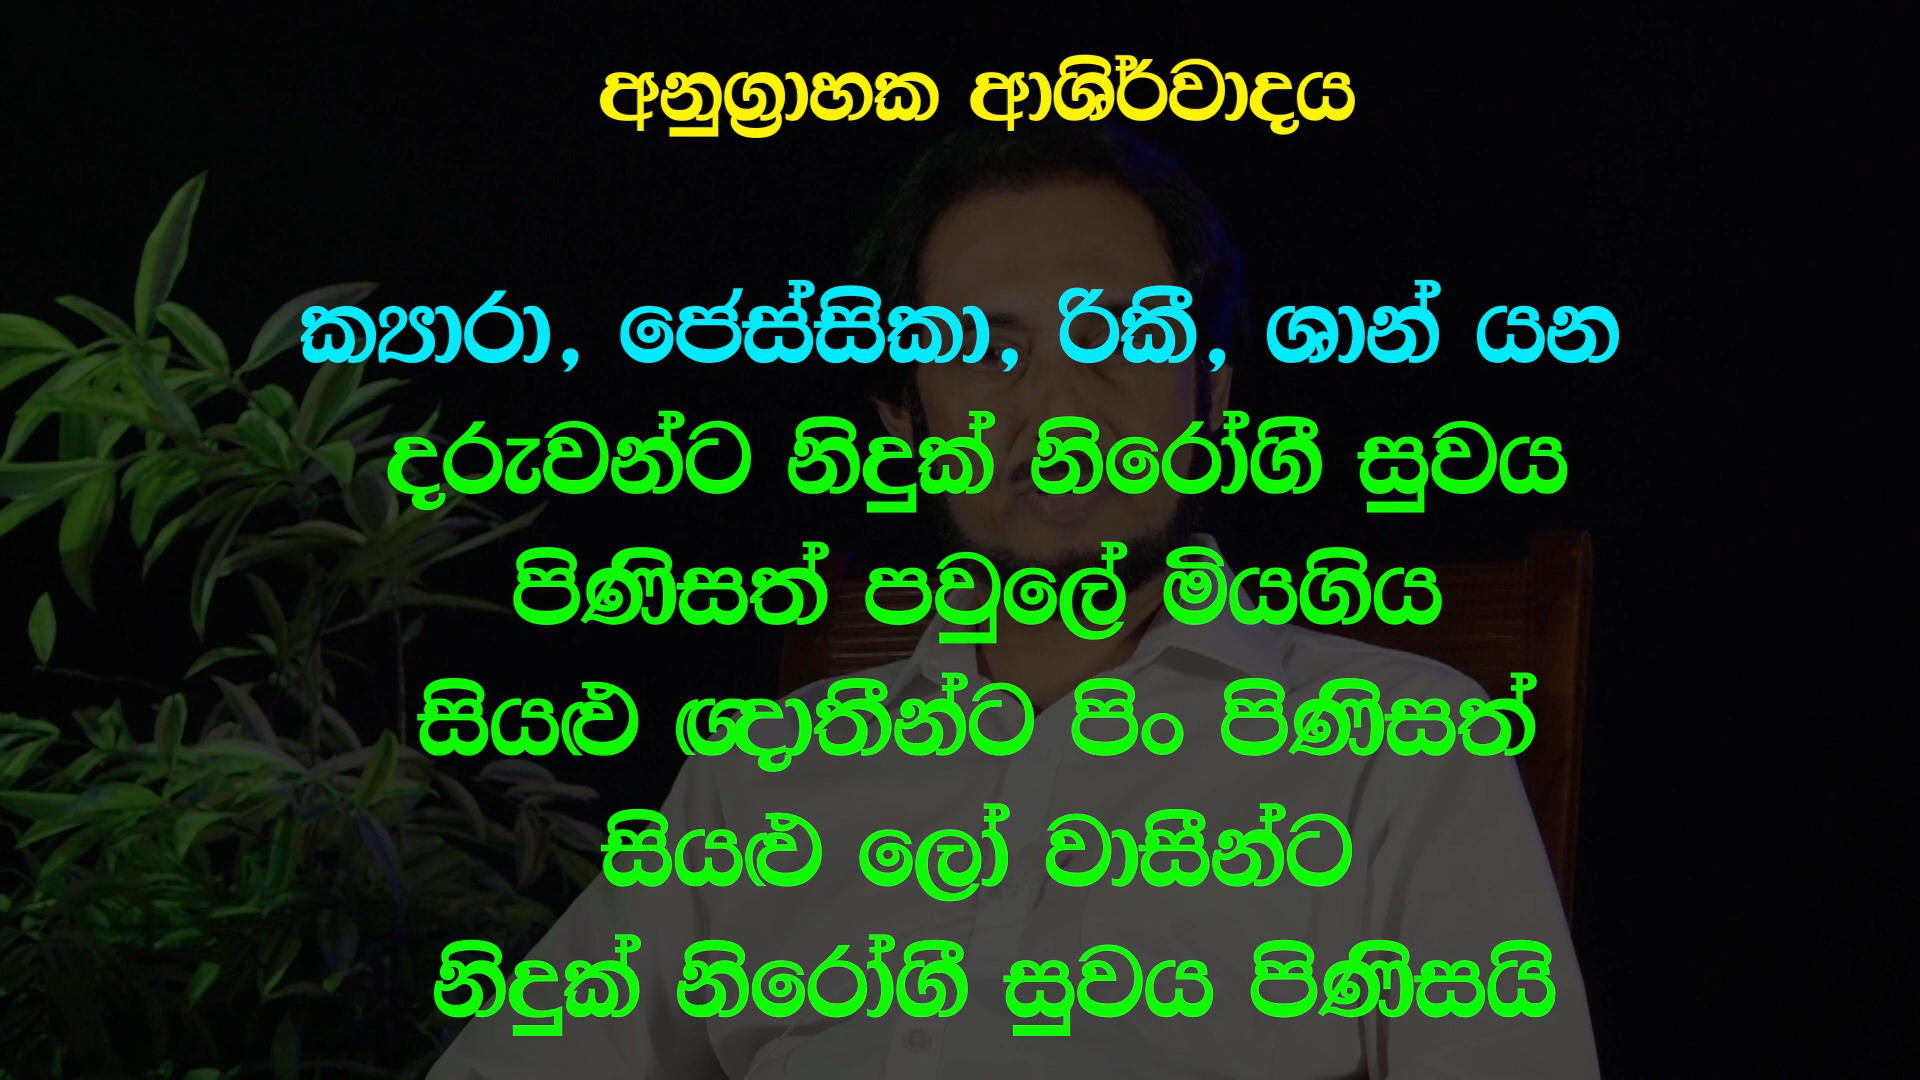 අනුග්‍රාහක ආශිර්වාදය
ක්‍යාරා, ජෙස්සිකා, රිකී, ශාන් යන
දරුවන්ට නිදුක් නිරෝගී සුවය
පිණිසත් පවුලේ මියගිය
සියළු ඥාතීන්ට පිං පිණිසත්
සියළු ලෝ වාසීන්ට
නිදුක් නිරෝගී සුවය පිණිසයි